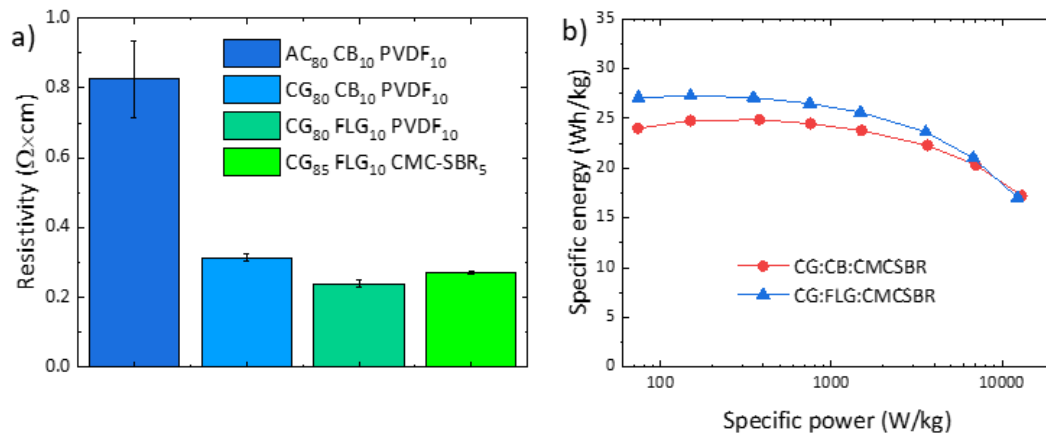 a)
Resistivity (Ω×cm)
1.0
0.8
0.6
0.4
0.2
0.0
AC₈₀ CB₁₀ PVDF₁₀
CG₈₀ CB₁₀ PVDF₁₀
CG₈₀ FLG₁₀ PVDF₁₀
CG₈₅ FLG₁₀ CMC-SBR₅
b)
Specific energy (Wh/kg)
35
30
25
20
15
10
5
0
CG:CB:CMCSBR
CG:FLG:CMCSBR
100
1000
10000
Specific power (W/kg)